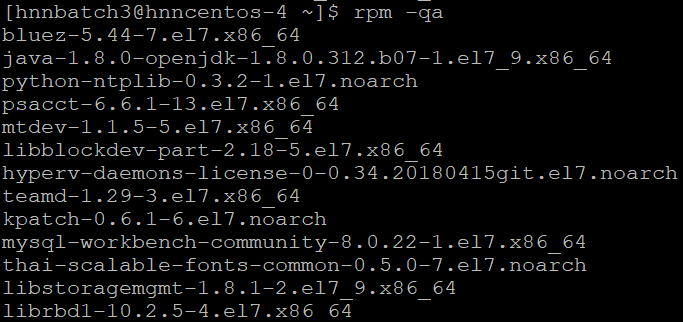 [hnnbatch3@hnncentos-4 ~]$ rpm -qa
bluez-5.44-7.el7.x86_64
java-1.8.0-openjdk-1.8.0.312.b07-1.el7_9.x86_64
python-ntplib-0.3.2-1.el7.noarch
psacct-6.6.1-13.el7.x86_64
mtdev-1.1.5-5.el7.x86_64
libblockdev-part-2.18-5.el7.x86_64
hyperv-daemons-license-0-0.34.20180415git.el7.noarch
teamd-1.29-3.el7.x86_64
kpatch-0.6.1-6.el7.noarch
mysql-workbench-community-8.0.22-1.el7.x86_64
thai-scalable-fonts-common-0.5.0-7.el7.noarch
libstoragemgmt-1.8.1-2.el7_9.x86_64
librbd1-10.2.5-4.el7.x86_64